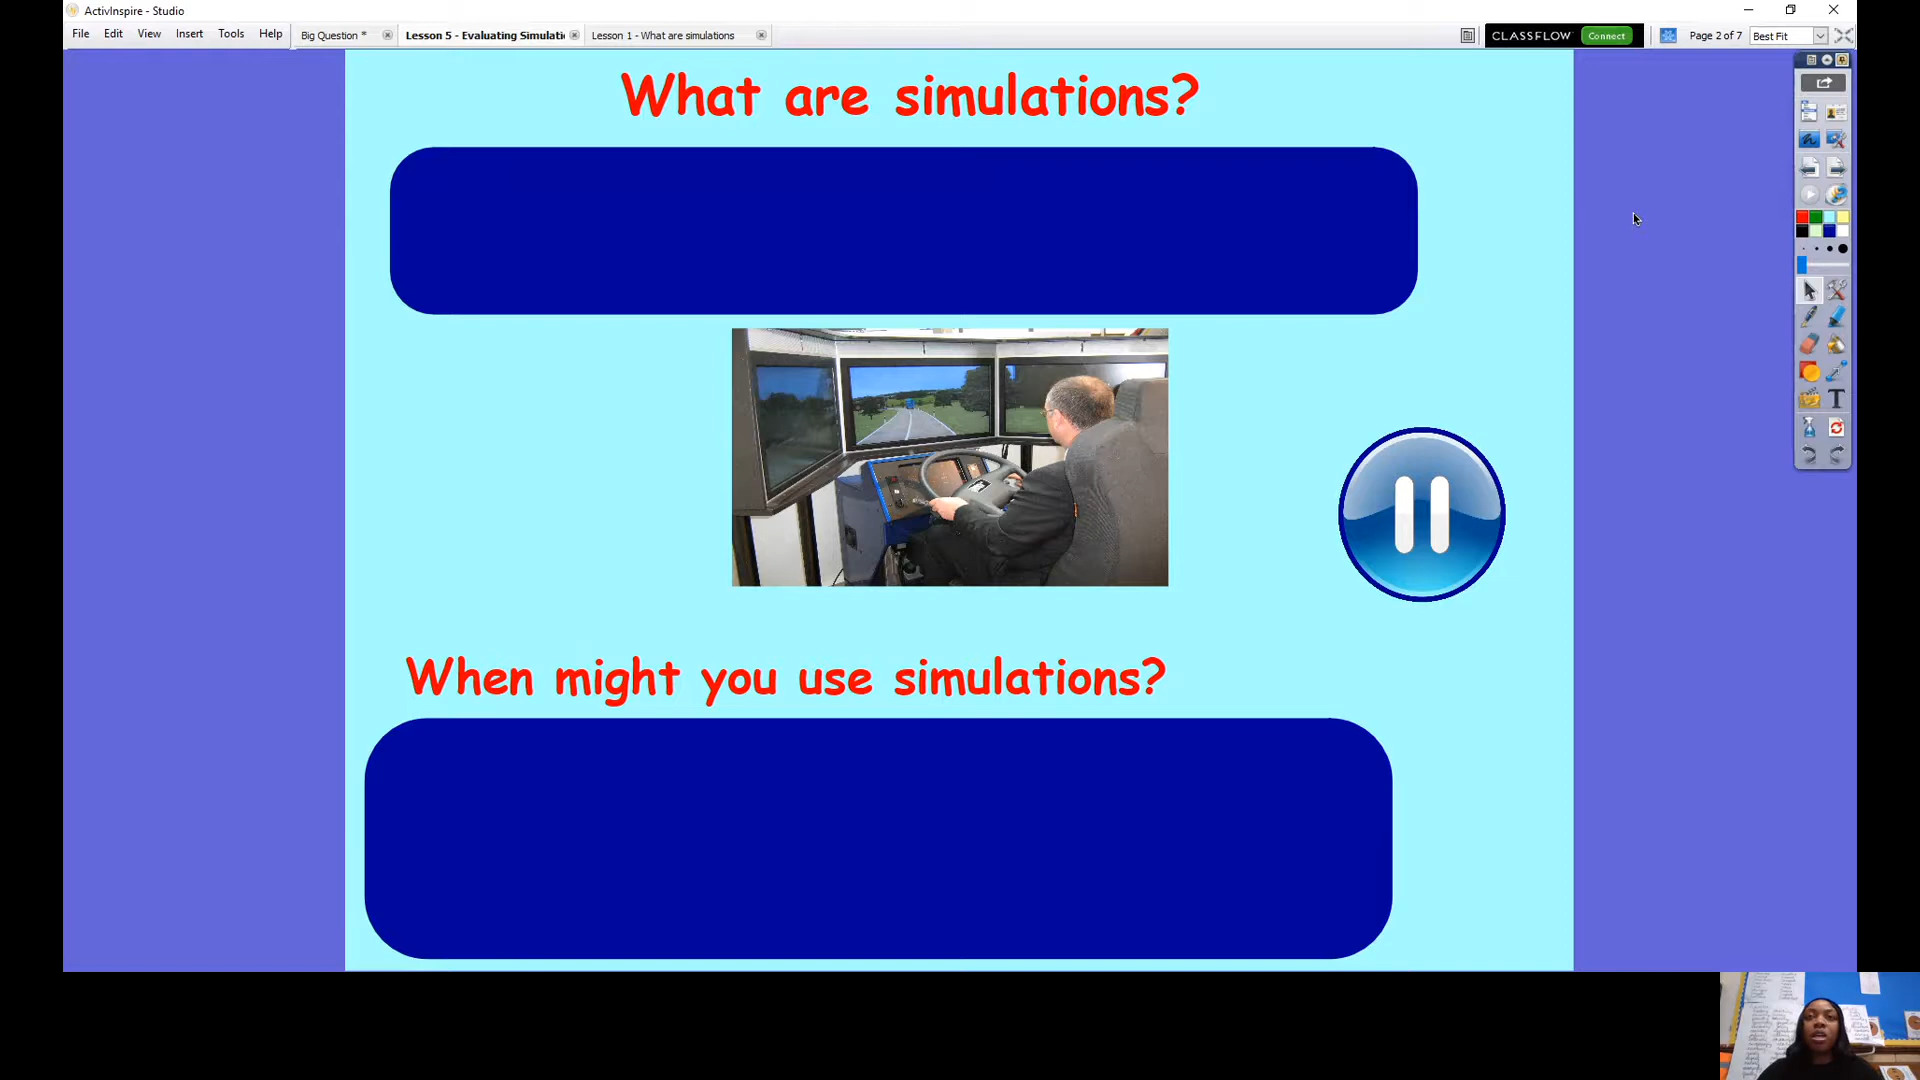 ActivInspire - Studio
File Edit View Insert Tools Help Big Question * Lesson 5 - Evaluating Simulati Lesson 1 - What are simulations CLASSFLOW Connect Page 2 of 7 Best Fit
What are simulations?
When might you use simulations?